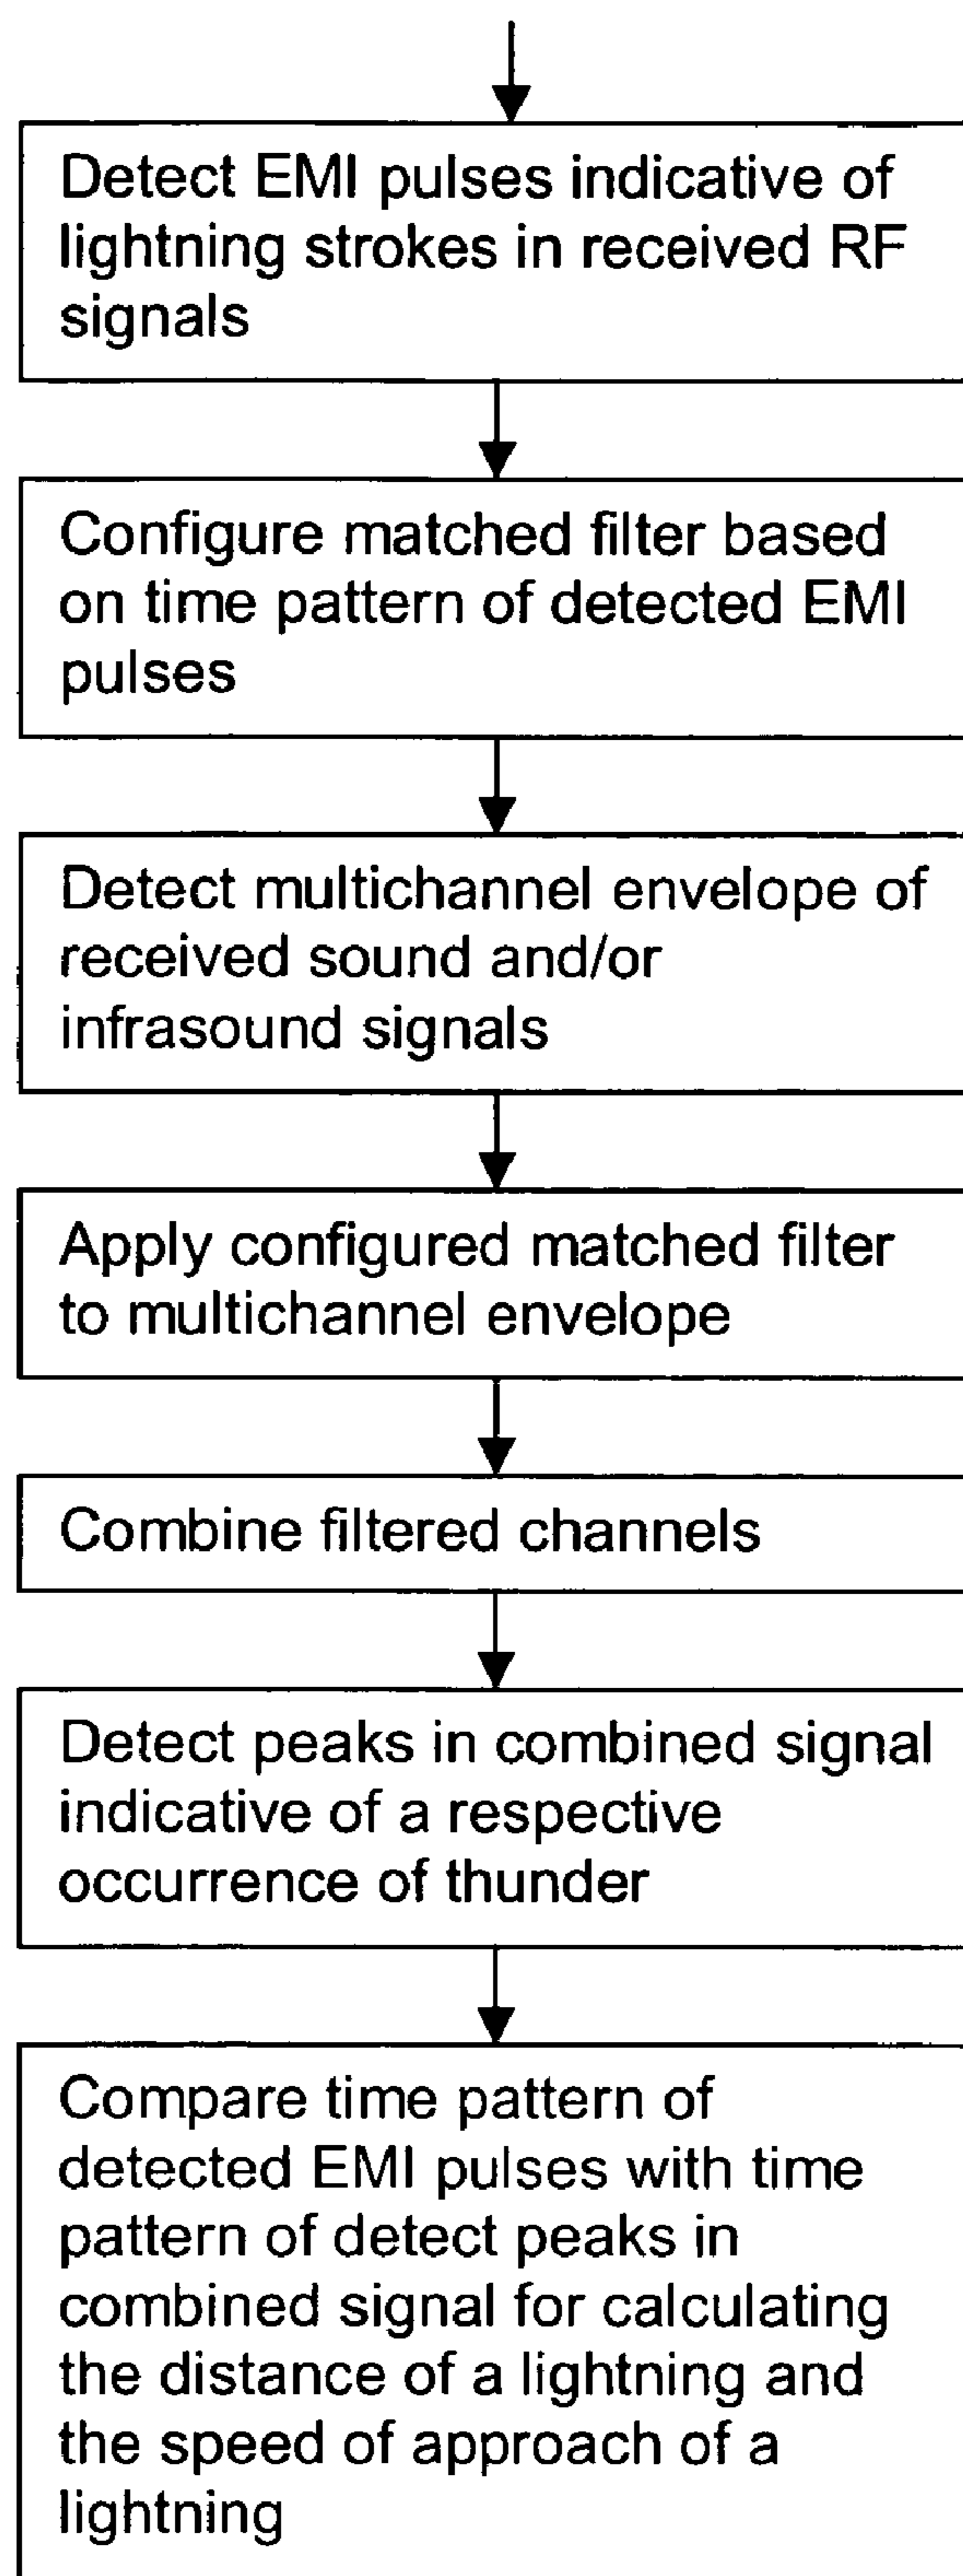 Detect EMI pulses indicative of
lightning strokes in received RF
signals
Configure matched filter based
on time pattern of detected EMI
pulses
Detect multichannel envelope of
received sound and/or
infrasound signals
Apply configured matched filter
to multichannel envelope
Combine filtered channels
Detect peaks in combined signal
indicative of a respective
occurrence of thunder
Compare time pattern of
detected EMI pulses with time
pattern of detect peaks in
combined signal for calculating
the distance of a lightning and
the speed of approach of a
lightning